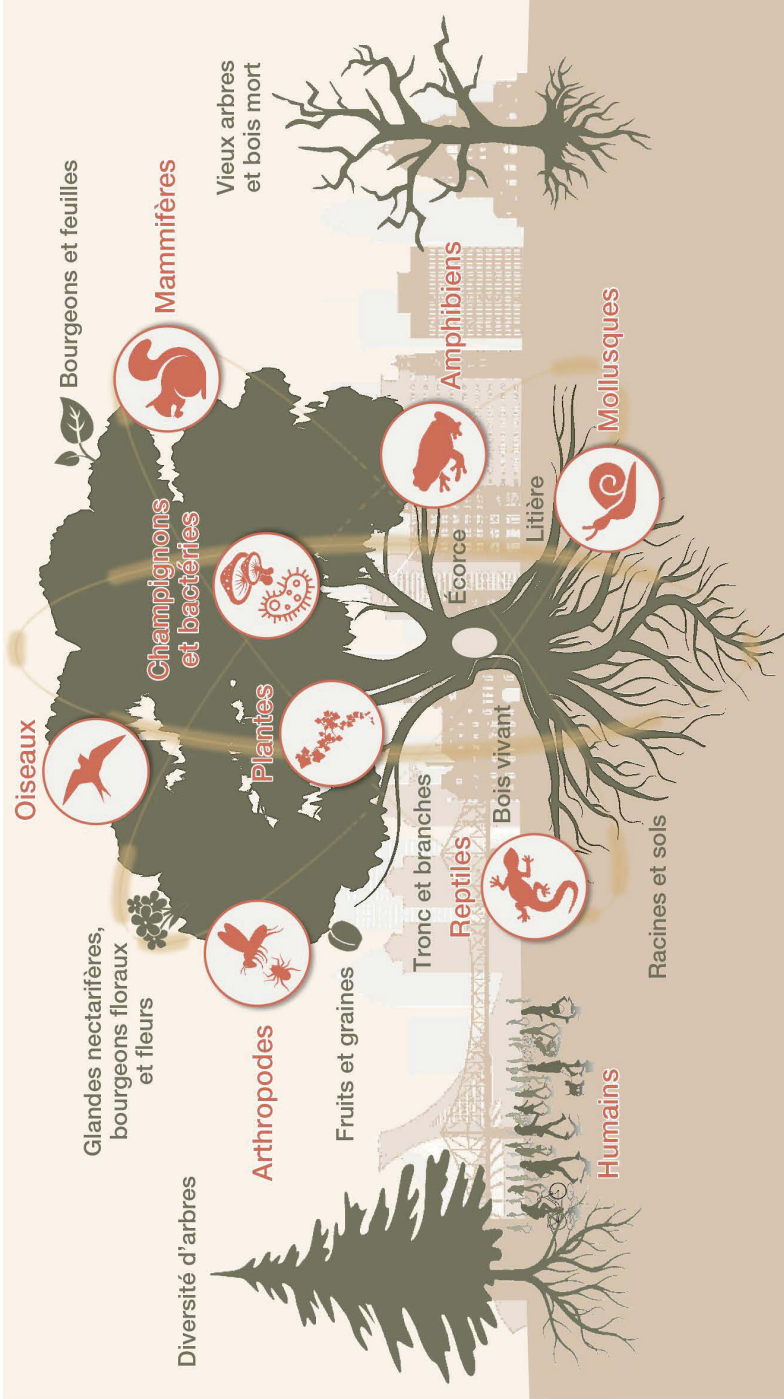 Oiseaux
Bourgeons et feuilles
Glandes nectarifères,
bourgeons floraux
et fleurs
Mammifères
Champignons
et bactéries
Diversité d'arbres
Vieux arbres
et bois mort
Arthropodes
Plantes
Fruits et graines
Tronc et branches
Amphibiens
Écorce
Reptiles
Bois vivant
Litière
Mollusques
Humains
Racines et sols